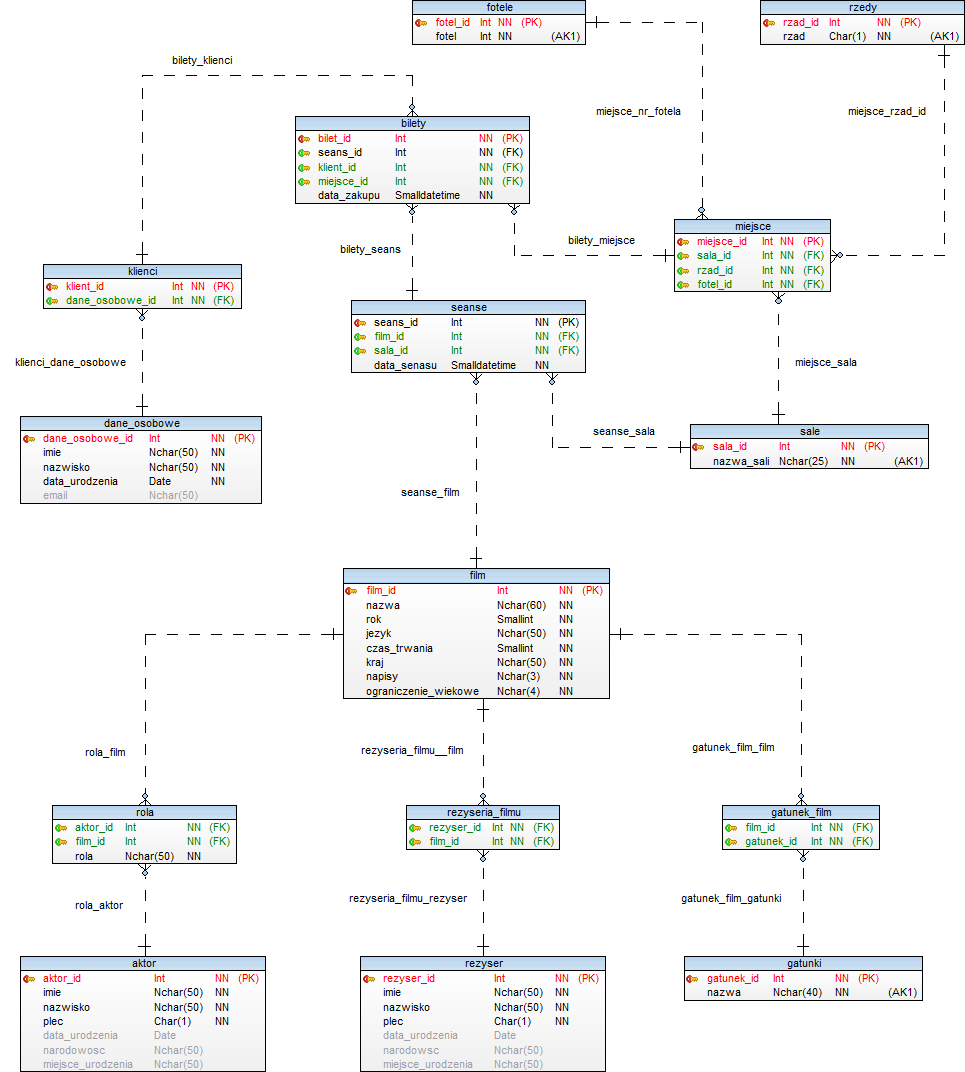 fotele
fotel_id Int NN (PK)
fotel Int NN (AK1)
rzedy
rzad_id Int NN (PK)
rzad Char(1) NN (AK1)
bilety_klienci
miejsce_nr_fotela
miejsce_rzad_id
bilety
bilet_id Int NN (PK)
seans_id Int NN (FK)
klient_id Int NN (FK)
miejsce_id Int NN (FK)
data_zakupu Smalldatetime NN
bilety_seans
bilety_miejsce
miejsce
miejsce_id Int NN (PK)
sala_id Int NN (FK)
rzad_id Int NN (FK)
fotel_id Int NN (FK)
klienci
klient_id Int NN (PK)
dane_osobowe_id Int NN (FK)
seanse
seans_id Int NN (PK)
film_id Int NN (FK)
sala_id Int NN (FK)
data_senasu Smalldatetime NN
klienci_dane_osobowe
miejsce_sala
dane_osobowe
dane_osobowe_id Int NN (PK)
imie Nchar(50) NN
nazwisko Nchar(50) NN
data_urodzenia Date NN
email Nchar(50)
seanse_sala
sale
sala_id Int NN (PK)
nazwa_sali Nchar(25) NN (AK1)
seanse_film
film
film_id Int NN (PK)
nazwa Nchar(60) NN
rok Smallint NN
jezyk Nchar(50) NN
czas_trwania Smallint NN
kraj Nchar(50) NN
napisy Nchar(3) NN
ograniczenie_wiekowe Nchar(4) NN
rola_film
rezyseria_filmu__film
gatunek_film_film
rola
aktor_id Int NN (FK)
film_id Int NN (FK)
rola Nchar(50) NN
rezyseria_filmu
rezyser_id Int NN (FK)
film_id Int NN (FK)
gatunek_film
film_id Int NN (FK)
gatunek_id Int NN (FK)
rola_aktor
rezyseria_filmu_rezyser
gatunek_film_gatunki
aktor
aktor_id Int NN (PK)
imie Nchar(50) NN
nazwisko Nchar(50) NN
plec Char(1) NN
data_urodzenia Date
narodowosc Nchar(50)
miejsce_urodzenia Nchar(50)
rezyser
rezyser_id Int NN (PK)
imie Nchar(50) NN
nazwisko Nchar(50) NN
plec Char(1) NN
data_urodzenia Date
narodowsc Nchar(50)
miejsce_urodzenia Nchar(50)
gatunki
gatunek_id Int NN (PK)
nazwa Nchar(40) NN (AK1)